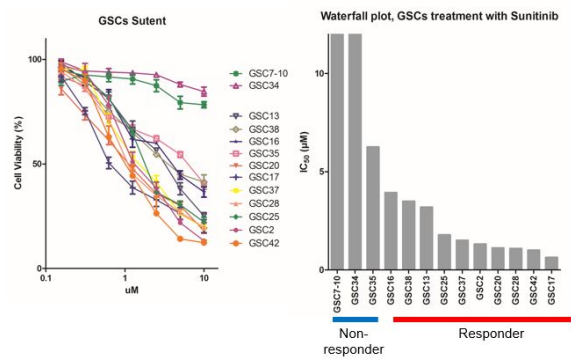 GSCs Sutent
100
50
0
0.1
1
10
Cell Viability (%)
uM
GSC7-10
GSC34
GSC13
GSC38
GSC16
GSC35
GSC20
GSC17
GSC37
GSC28
GSC25
GSC2
GSC42
Waterfall plot, GSCs treatment with Sunitinib
10
5
0
IC50 (μM)
GSC7-10
GSC34
GSC35
GSC16
GSC38
GSC13
GSC25
GSC37
GSC2
GSC20
GSC28
GSC42
GSC17
Non-
responder
Responder